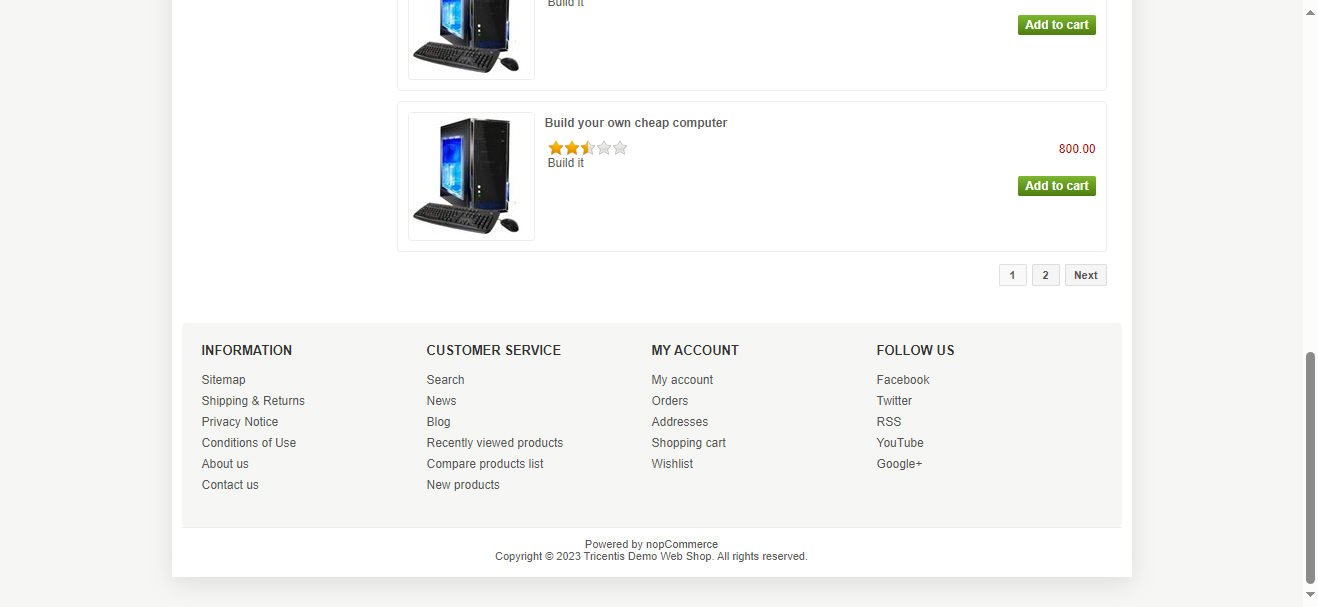 Build it
Add to cart
Build your own cheap computer
800.00
Build it
Add to cart
1 2 Next
INFORMATION
Sitemap
Shipping & Returns
Privacy Notice
Conditions of Use
About us
Contact us
CUSTOMER SERVICE
Search
News
Blog
Recently viewed products
Compare products list
New products
MY ACCOUNT
My account
Orders
Addresses
Shopping cart
Wishlist
FOLLOW US
Facebook
Twitter
RSS
YouTube
Google+
Powered by nopCommerce
Copyright © 2023 Tricentis Demo Web Shop. All rights reserved.